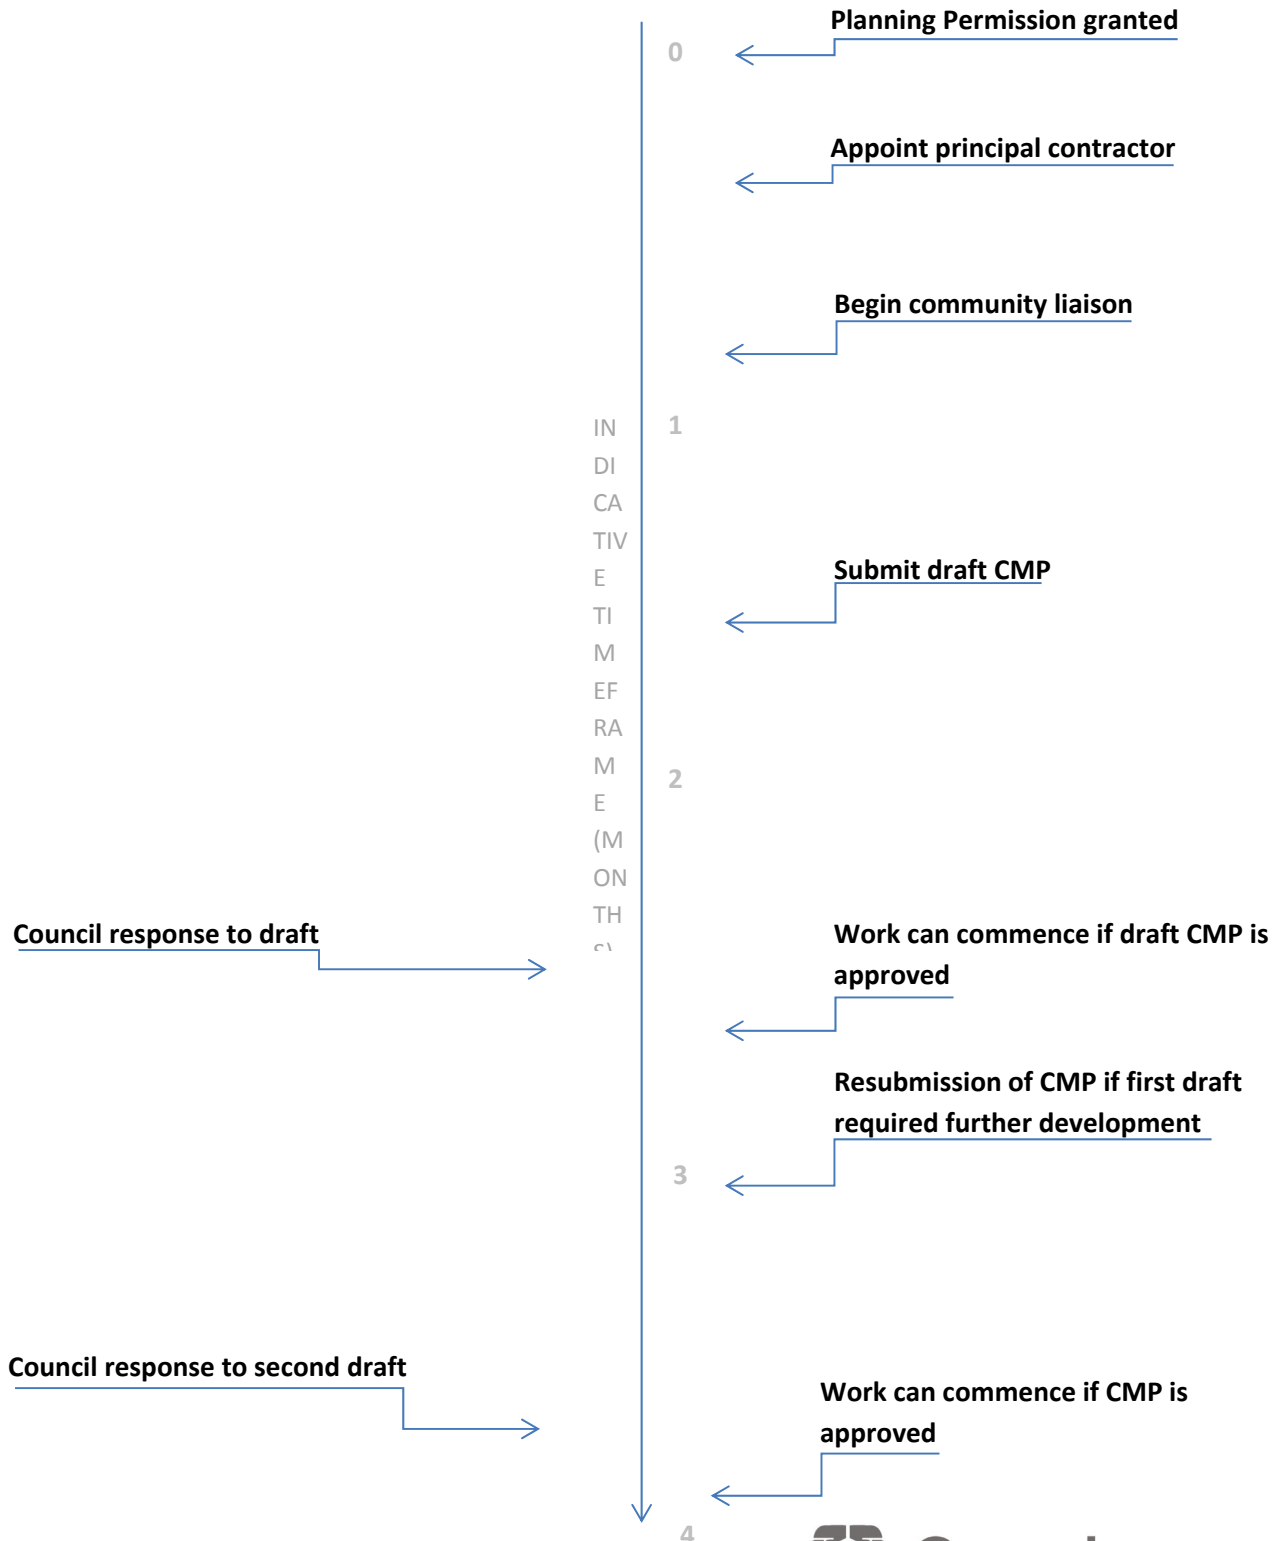 Planning Permission granted
0
Appoint principal contractor
Begin community liaison
1
IN
DI
CA
TIV
E
TI
M
EF
RA
M
E
(M
ON
TH
Submit draft CMP
2
Council response to draft
Work can commence if draft CMP is
approved
Resubmission of CMP if first draft
required further development
3
Council response to second draft
Work can commence if CMP is
approved
4